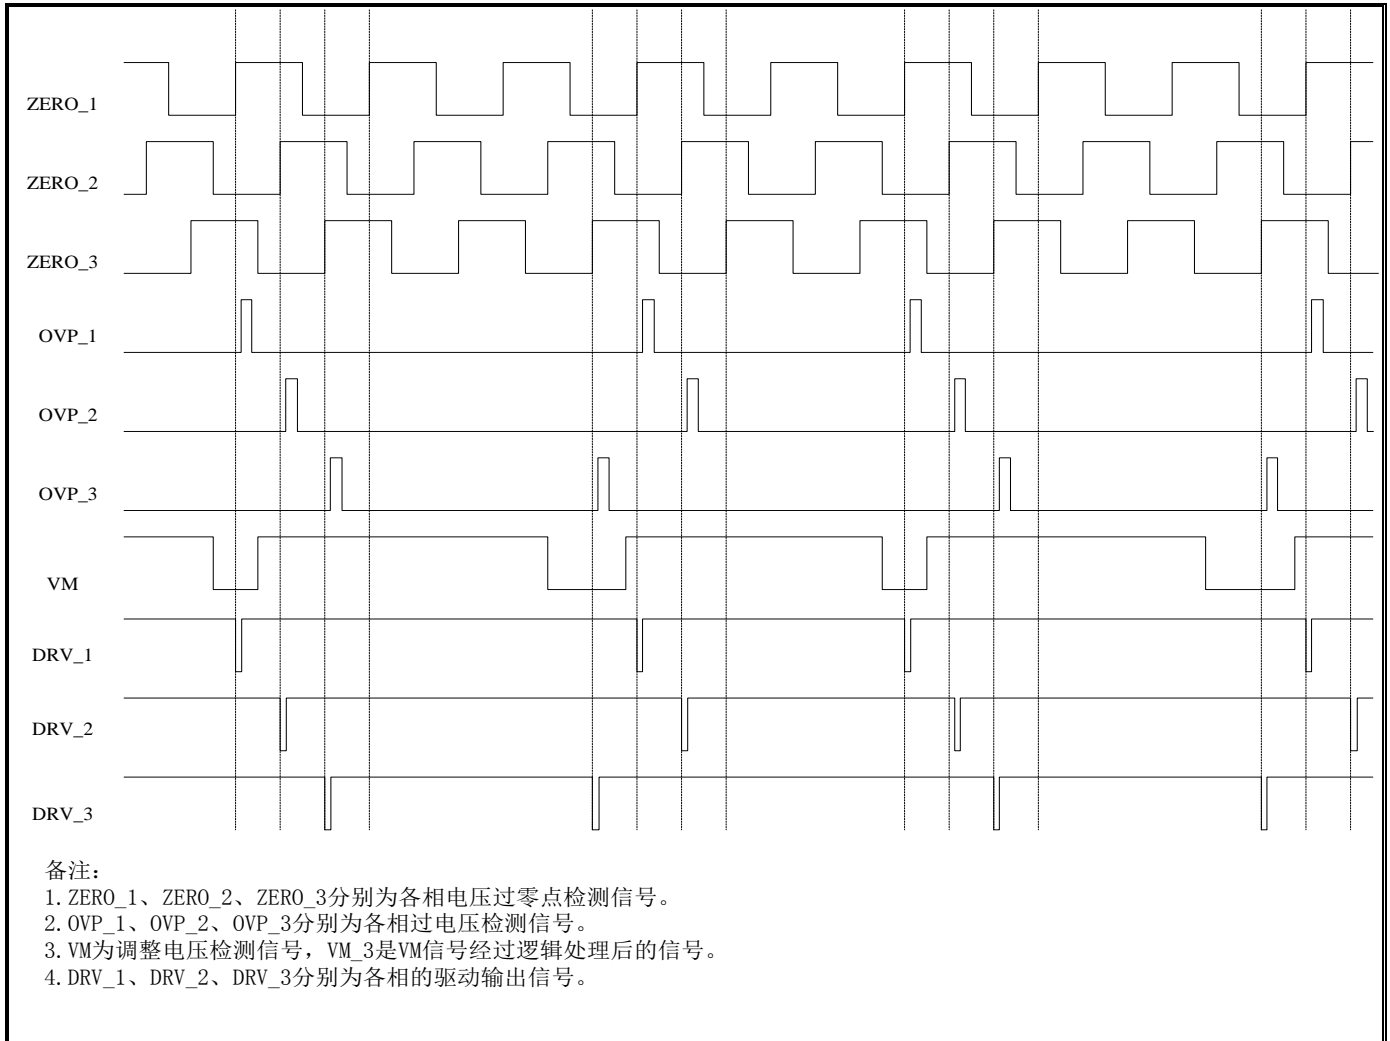 ZERO_1
ZERO_2
ZERO_3
OVP_1
OVP_2
OVP_3
VM
DRV_1
DRV_2
DRV_3
备注:
1.ZERO_1、ZERO_2、ZERO_3分别为各相电压过零点检测信号。
2.OVP_1、OVP_2、OVP_3分别为各相过电压检测信号。
3.VM为调整电压检测信号，VM_3是VM信号经过逻辑处理后的信号。
4.DRV_1、DRV_2、DRV_3分别为各相的驱动输出信号。